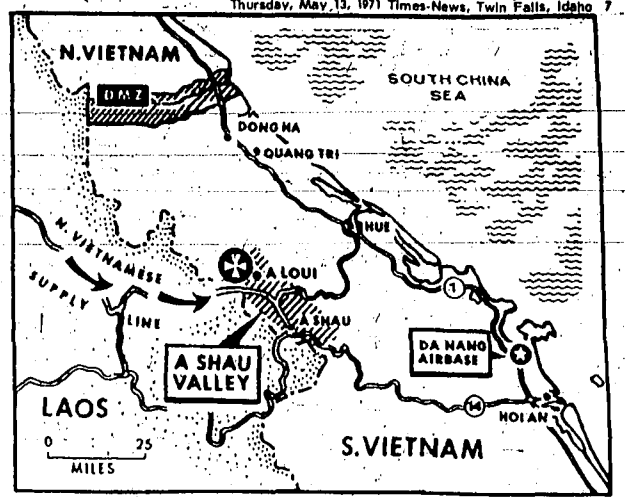 Thursday, May 13, 1971 Times-News, Twin Falls, Idaho 7
N. VIETNAM
DMZ
SOUTH CHINA
SEA
DONG HA
QUANG TRI
HUE
N. VIETNAMESE
SUPPLY
LINE
A LOUI
1
A SHAU
A SHAU
VALLEY
DA NANG
AIRBASE
LAOS
14
HOI AN
0 25
MILES
S. VIETNAM